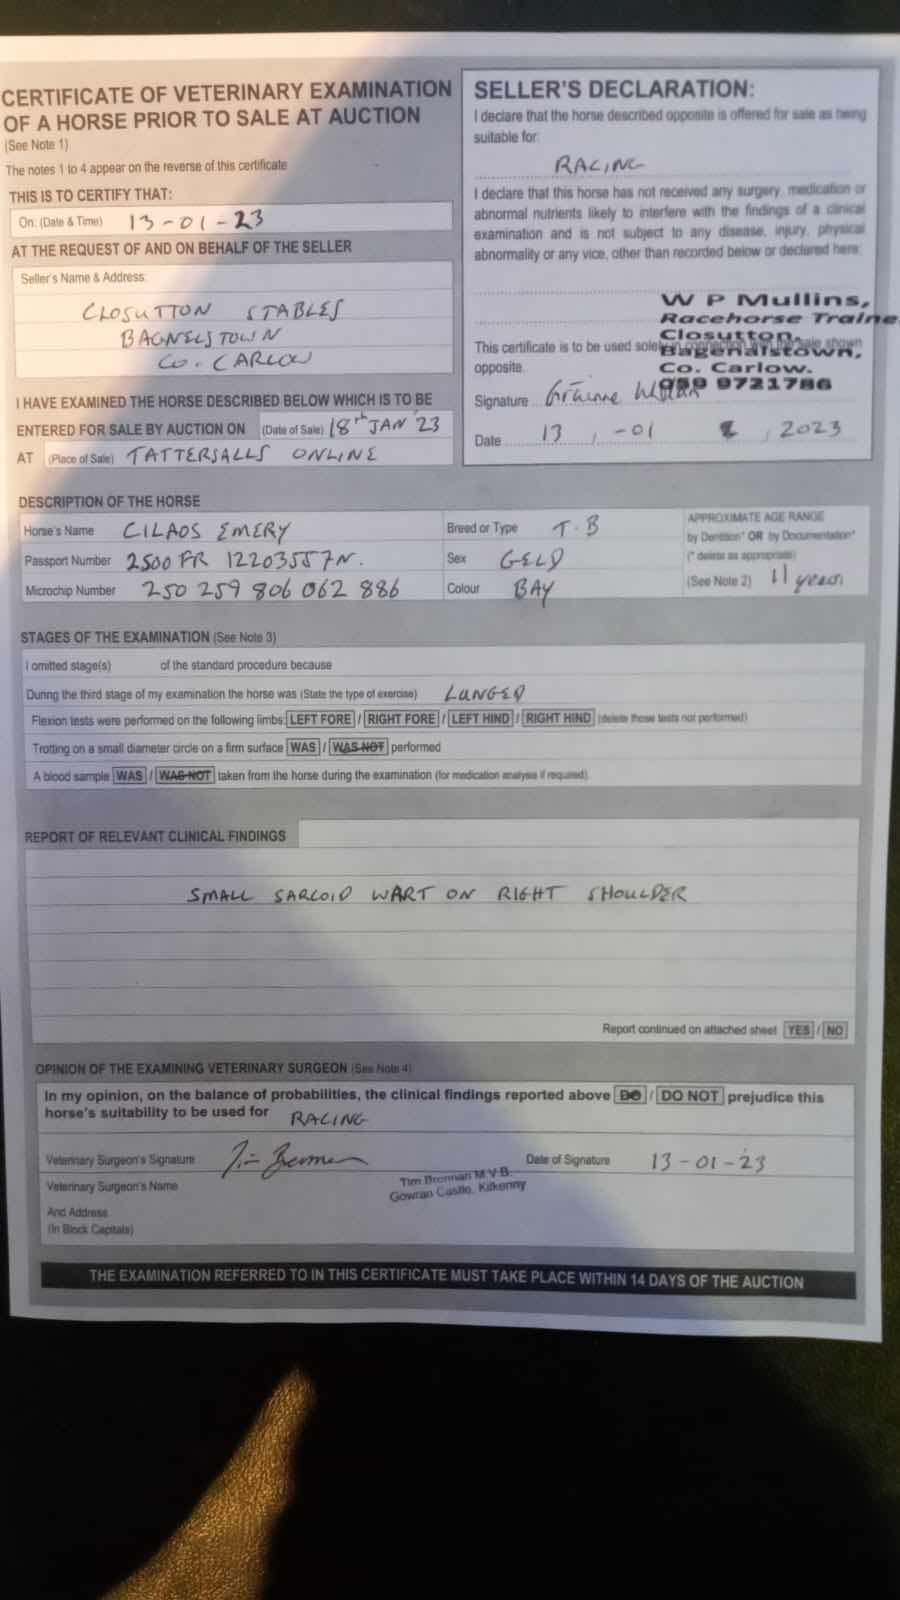 CERTIFICATE OF VETERINARY EXAMINATION
OF A HORSE PRIOR TO SALE AT AUCTION
(See Note 1)
The notes 1 to 4 appear on the reverse of this certificate
THIS IS TO CERTIFY THAT:
On: (Date & Time) 13-01-23
AT THE REQUEST OF AND ON BEHALF OF THE SELLER
Seller's Name & Address:
CLOSUTTON STABLES
BAGNELSTOWN
CO. CARLOW
I HAVE EXAMINED THE HORSE DESCRIBED BELOW WHICH IS TO BE
ENTERED FOR SALE BY AUCTION ON (Date of Sale) 18th JAN '23
AT (Place of Sale) TATTERSALLS ONLINE
SELLER'S DECLARATION:
I declare that the horse described opposite is offered for sale as being
suitable for:
RACING
I declare that this horse has not received any surgery, medication or
abnormal nutrients likely to interfere with the findings of a clinical
examination and is not subject to any disease, injury, physical
abnormality or any vice, other than recorded below or declared here:
W P Mullins,
Racehorse Traine
Closutton,
This certificate is to be used solely in connection with the sale shown
Bagenalstown,
opposite.
Co. Carlow.
059 9721786
Signature Gráinne Whelan
Date 13, -01, 2023
DESCRIPTION OF THE HORSE
Horse's Name CILAOS EMERY
Breed or Type T.B
APPROXIMATE AGE RANGE
by Dentition* OR by Documentation*
(* delete as appropriate)
(See Note 2) 11 years
Passport Number 2500 FR 12203557N.
Sex GELD
Microchip Number 250 259 806 062 886
Colour BAY
STAGES OF THE EXAMINATION (See Note 3)
I omitted stage(s) of the standard procedure because
During the third stage of my examination the horse was (State the type of exercise) LUNGED
Flexion tests were performed on the following limbs: LEFT FORE / RIGHT FORE / LEFT HIND / RIGHT HIND (delete those tests not performed)
Trotting on a small diameter circle on a firm surface WAS / WAS NOT performed
A blood sample WAS / WAS NOT taken from the horse during the examination (for medication analysis if required).
REPORT OF RELEVANT CLINICAL FINDINGS
SMALL SARCOID WART ON RIGHT SHOULDER
Report continued on attached sheet YES / NO
OPINION OF THE EXAMINING VETERINARY SURGEON (See Note 4)
In my opinion, on the balance of probabilities, the clinical findings reported above DO / DO NOT prejudice this
horse's suitability to be used for RACING
Veterinary Surgeon's Signature Tim Brennan
Date of Signature 13-01-'23
Veterinary Surgeon's Name
Tim Brennan M.V.B.
Gowran Castle, Kilkenny
And Address
(In Block Capitals)
THE EXAMINATION REFERRED TO IN THIS CERTIFICATE MUST TAKE PLACE WITHIN 14 DAYS OF THE AUCTION